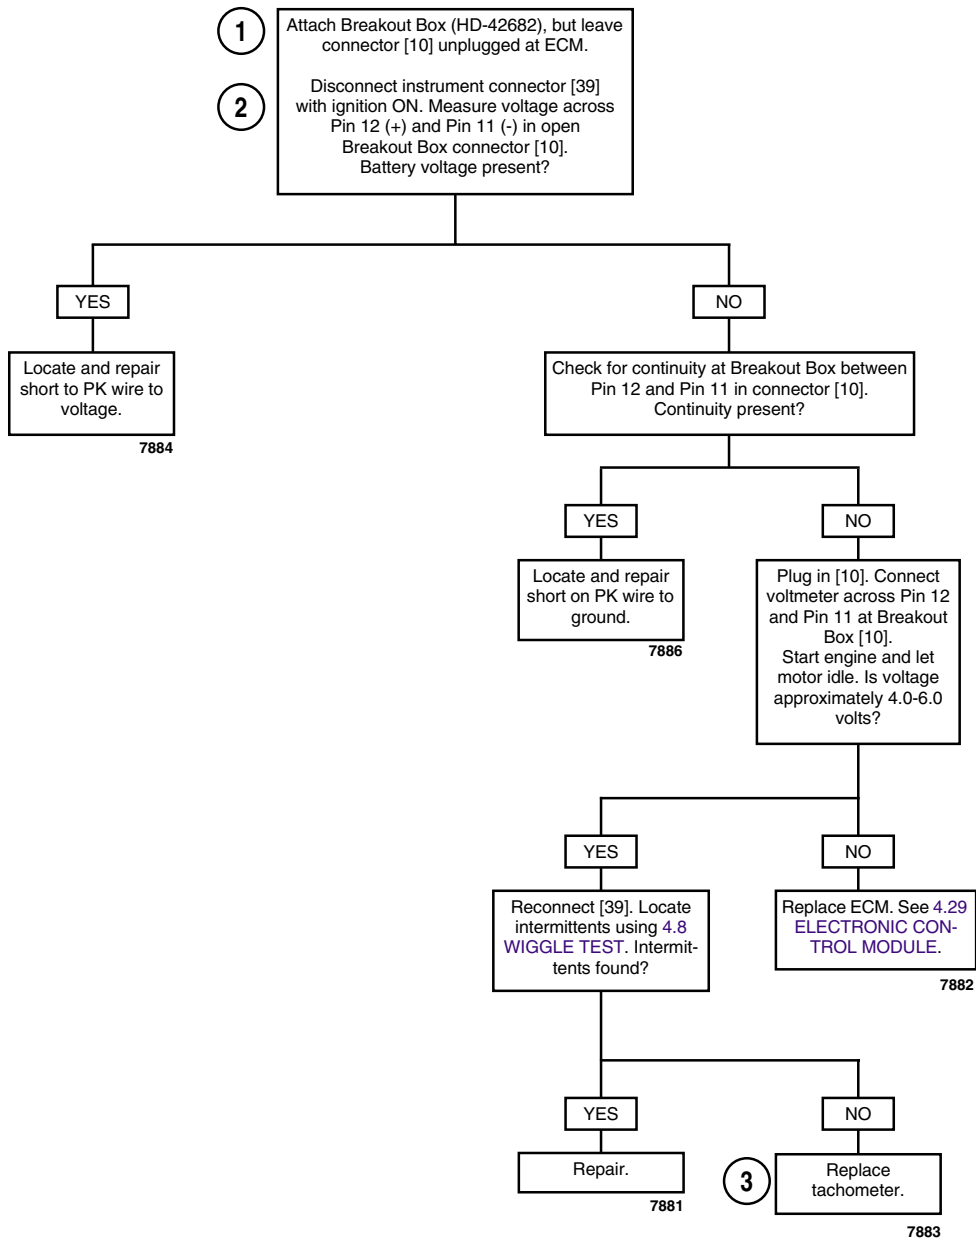 1
Attach Breakout Box (HD-42682), but leave
connector [10] unplugged at ECM.
2
Disconnect instrument connector [39]
with ignition ON. Measure voltage across
Pin 12 (+) and Pin 11 (-) in open
Breakout Box connector [10].
Battery voltage present?
YES
NO
Locate and repair
short to PK wire to
voltage.
7884
Check for continuity at Breakout Box between
Pin 12 and Pin 11 in connector [10].
Continuity present?
YES
NO
Locate and repair
short on PK wire to
ground.
7886
Plug in [10]. Connect
voltmeter across Pin 12
and Pin 11 at Breakout
Box [10].
Start engine and let
motor idle. Is voltage
approximately 4.0-6.0
volts?
YES
NO
Reconnect [39]. Locate
intermittents using 4.8
WIGGLE TEST. Intermit-
tents found?
Replace ECM. See 4.29
ELECTRONIC CON-
TROL MODULE.
7882
YES
NO
Repair.
7881
3
Replace
tachometer.
7883